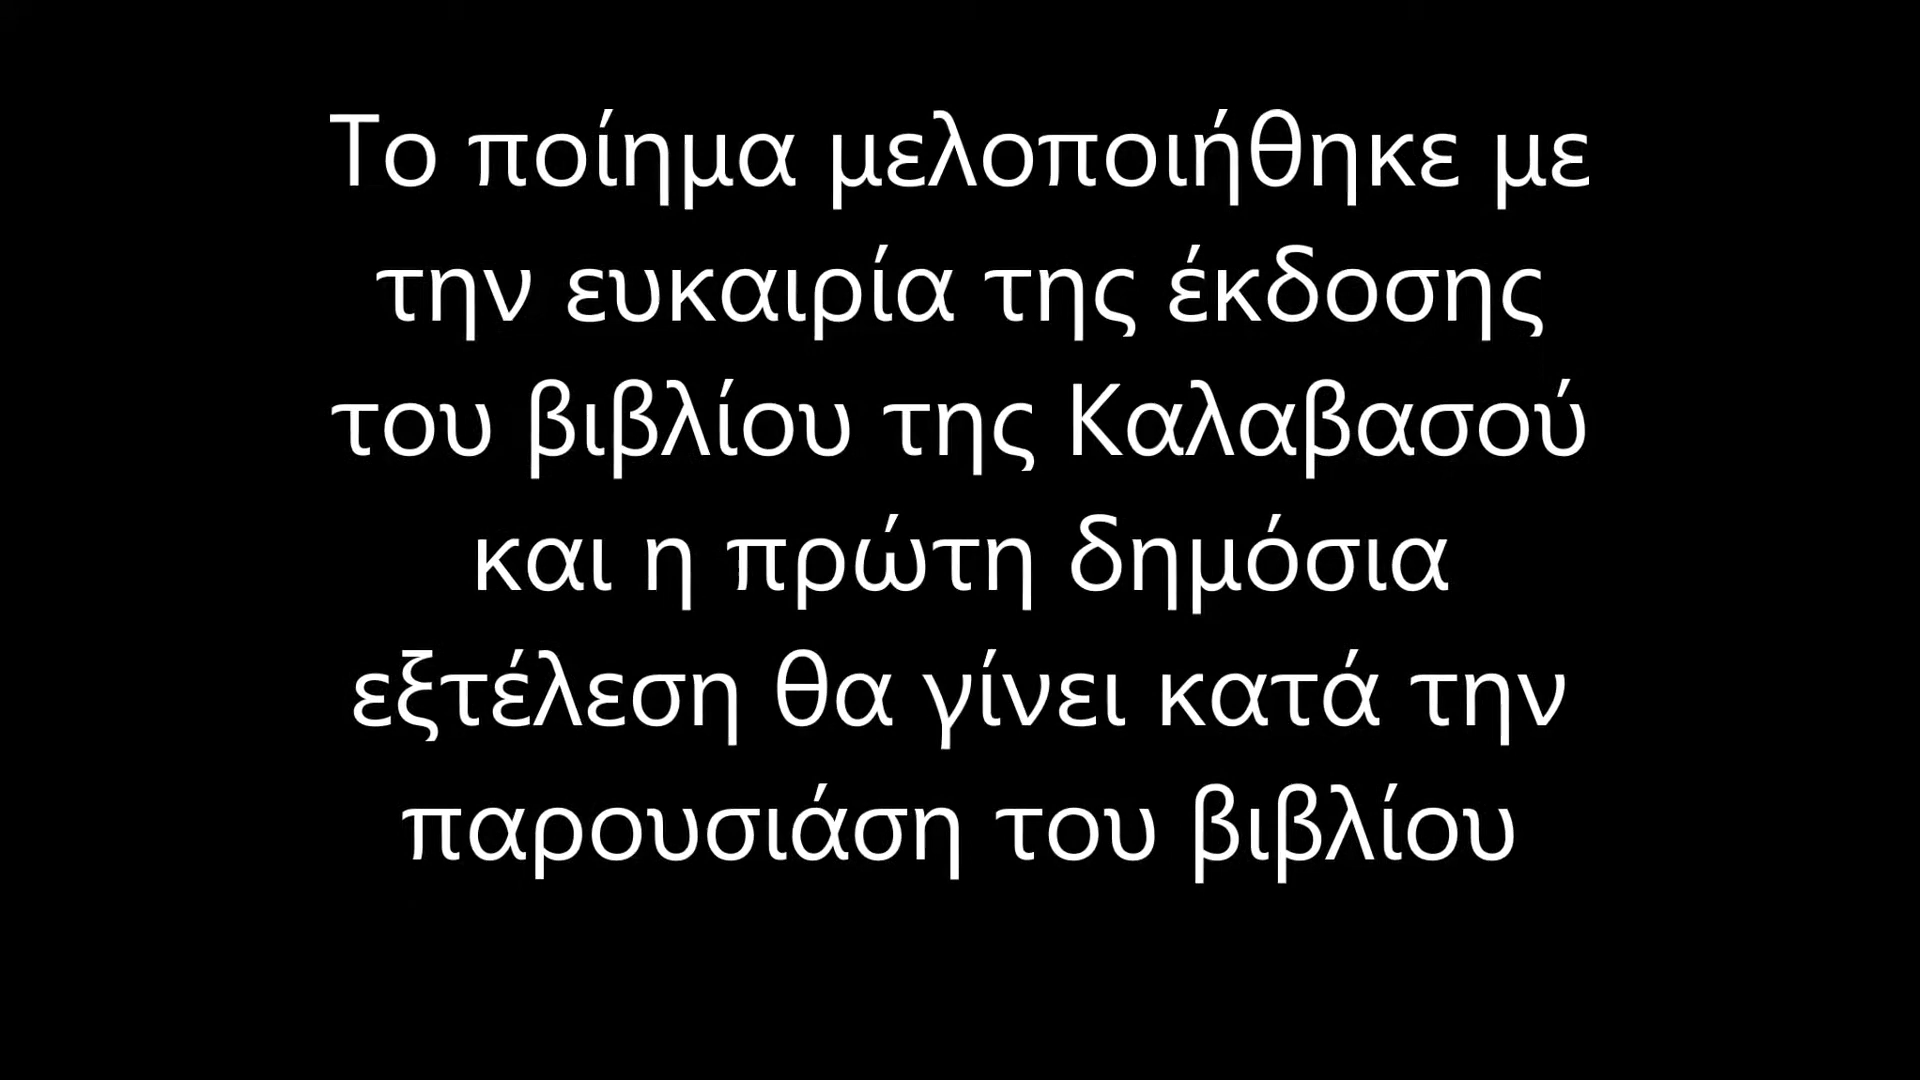 Το ποίημα μελοποιήθηκε με
την ευκαιρία της έκδοσης
του βιβλίου της Καλαβασού
και η πρώτη δημόσια
εξτέλεση θα γίνει κατά την
παρουσιάση του βιβλίου